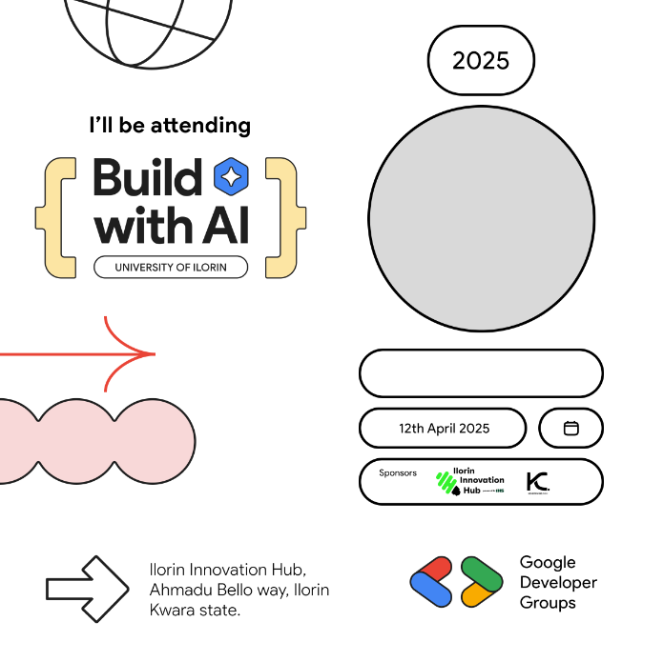 2025
I'll be attending
Build
with AI
UNIVERSITY OF ILORIN
12th April 2025
Sponsors
Ilorin
Innovation
Hub
KC
Ilorin Innovation Hub,
Ahmadu Bello way, Ilorin
Kwara state.
Google
Developer
Groups